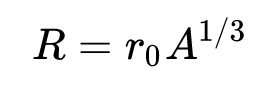 R = r₀A^{1/3}